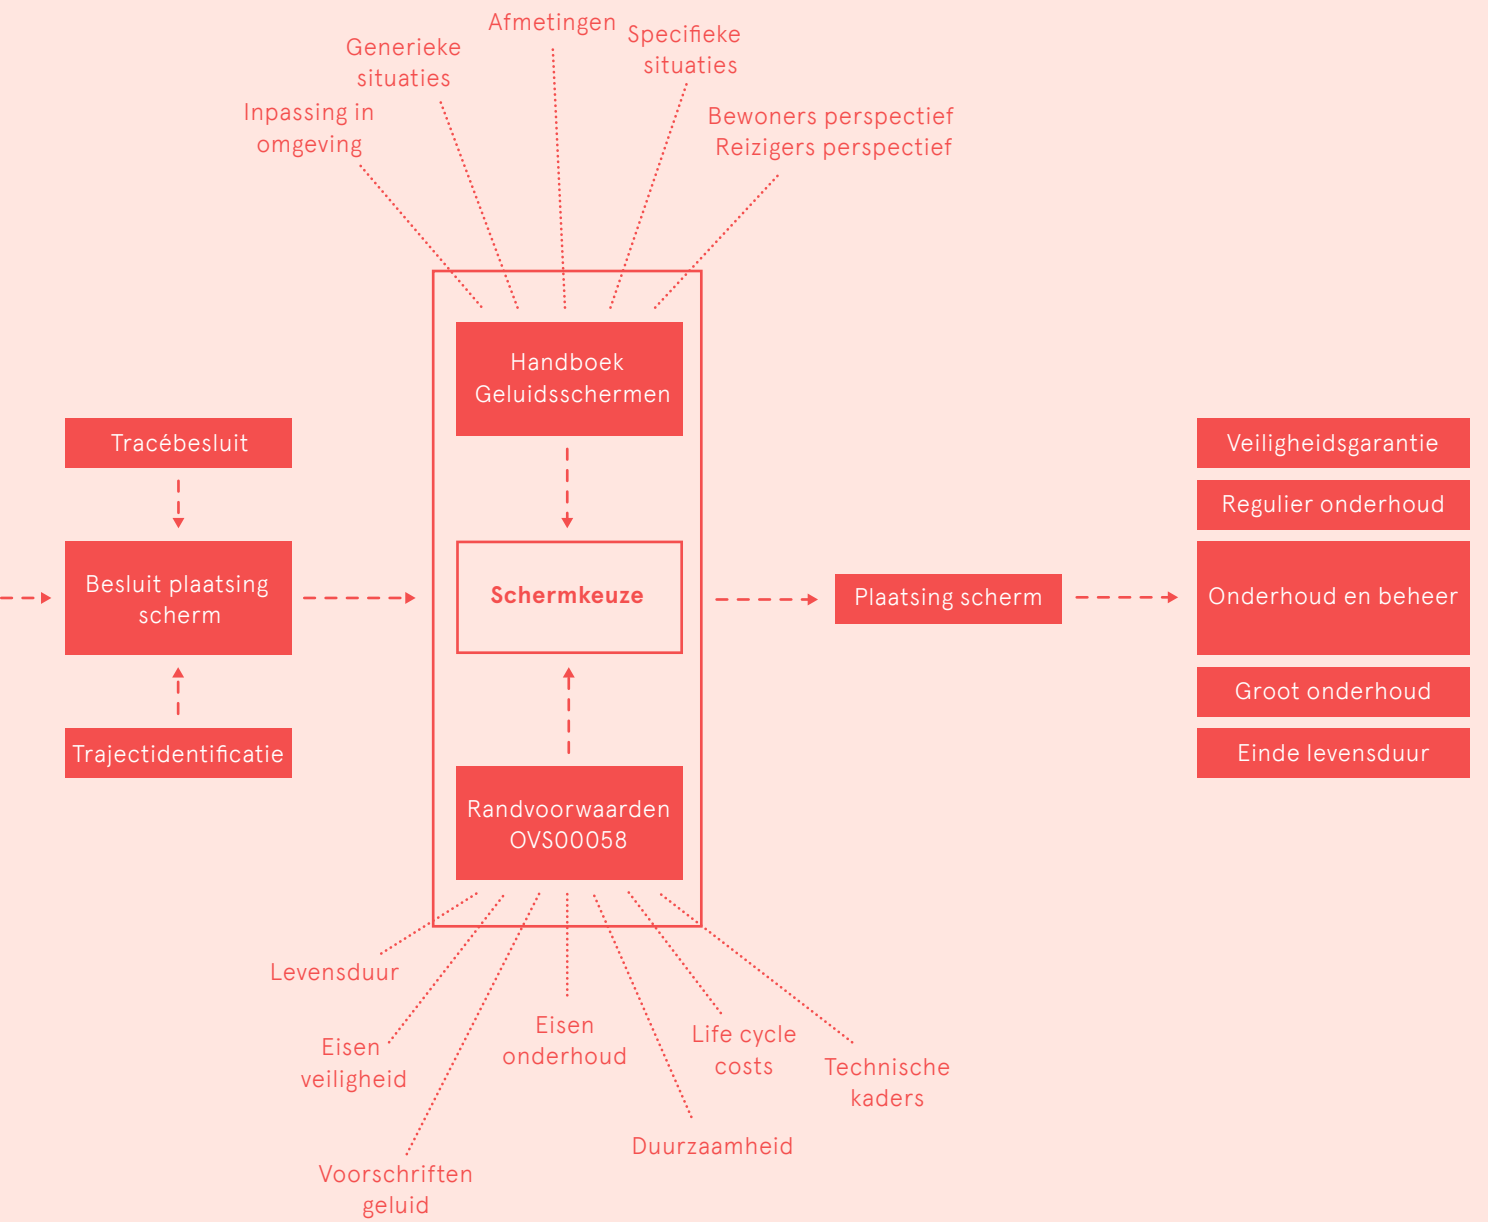 Afmetingen
Specifieke
situaties
Generieke
situaties
Inpassing in
omgeving
Bewoners perspectief
Reizigers perspectief
Handboek
Geluidsschermen
Tracébesluit
Besluit plaatsing
scherm
Trajectidentificatie
Schermkeuze
Randvoorwaarden
OVS00058
Plaatsing scherm
Veiligheidsgarantie
Regulier onderhoud
Onderhoud en beheer
Groot onderhoud
Einde levensduur
Levensduur
Eisen
veiligheid
Voorschriften
geluid
Eisen
onderhoud
Duurzaamheid
Life cycle
costs
Technische
kaders